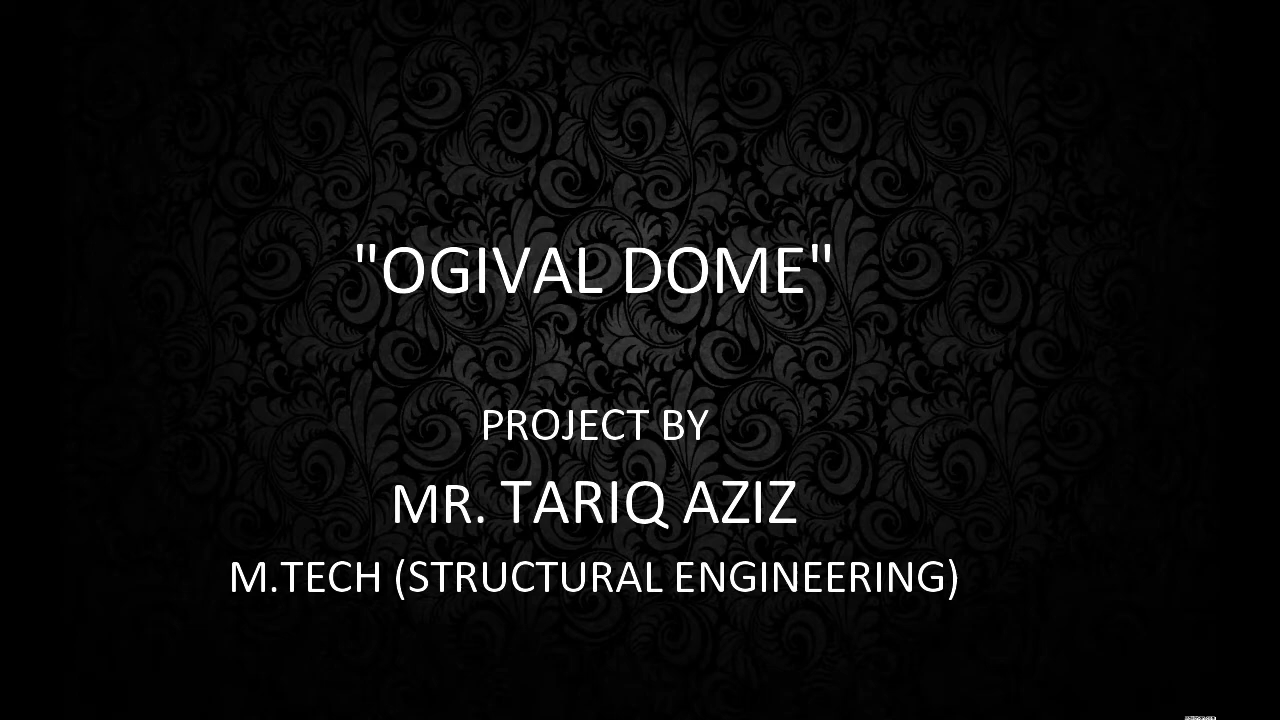 "OGIVAL DOME"
PROJECT BY
MR. TARIQ AZIZ
M.TECH (STRUCTURAL ENGINEERING)